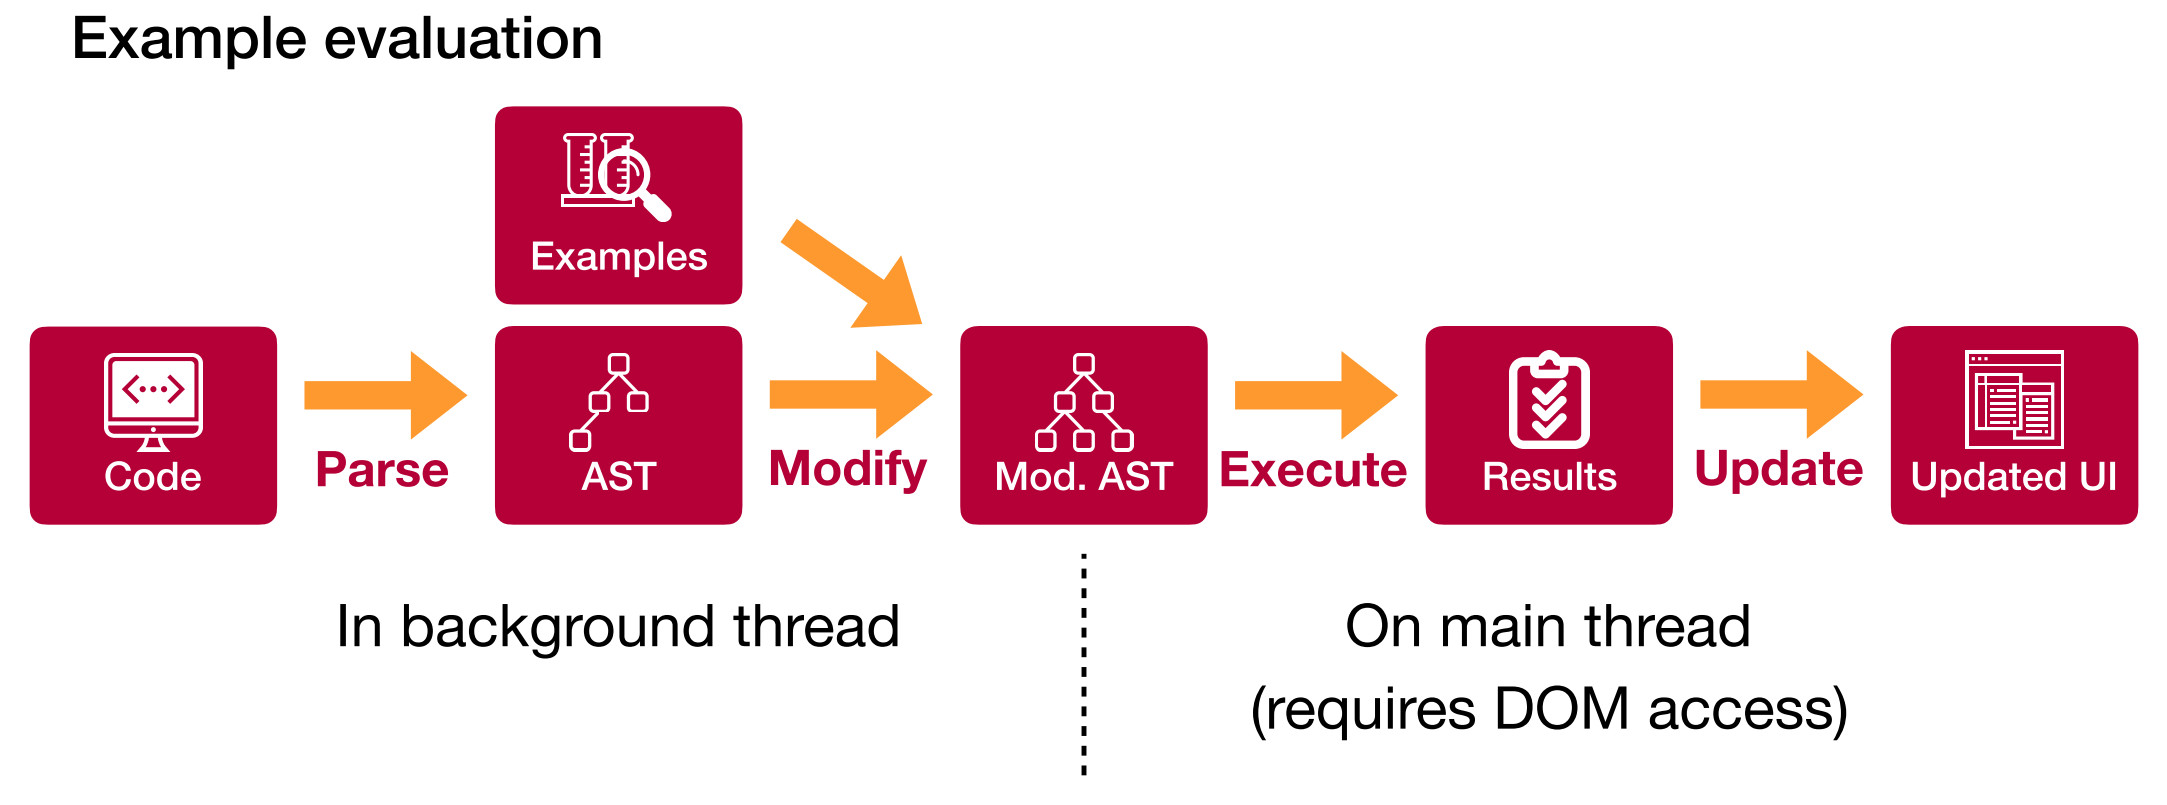 Example evaluation
Examples
Code
Parse
AST
Modify
Mod. AST
Execute
Results
Update
Updated UI
In background thread
On main thread
(requires DOM access)